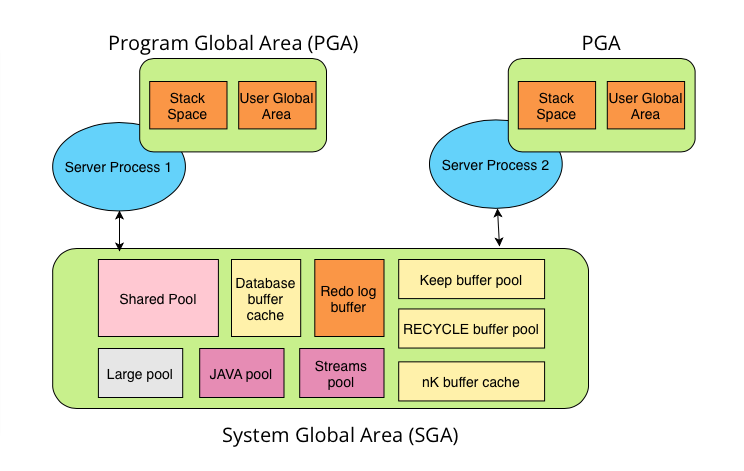 Program Global Area (PGA)
PGA
Stack
Space
User Global
Area
Stack
Space
User Global
Area
Server Process 1
Server Process 2
Shared Pool
Database
buffer
cache
Redo log
buffer
Keep buffer pool
RECYCLE buffer pool
Large pool
JAVA pool
Streams
pool
nK buffer cache
System Global Area (SGA)